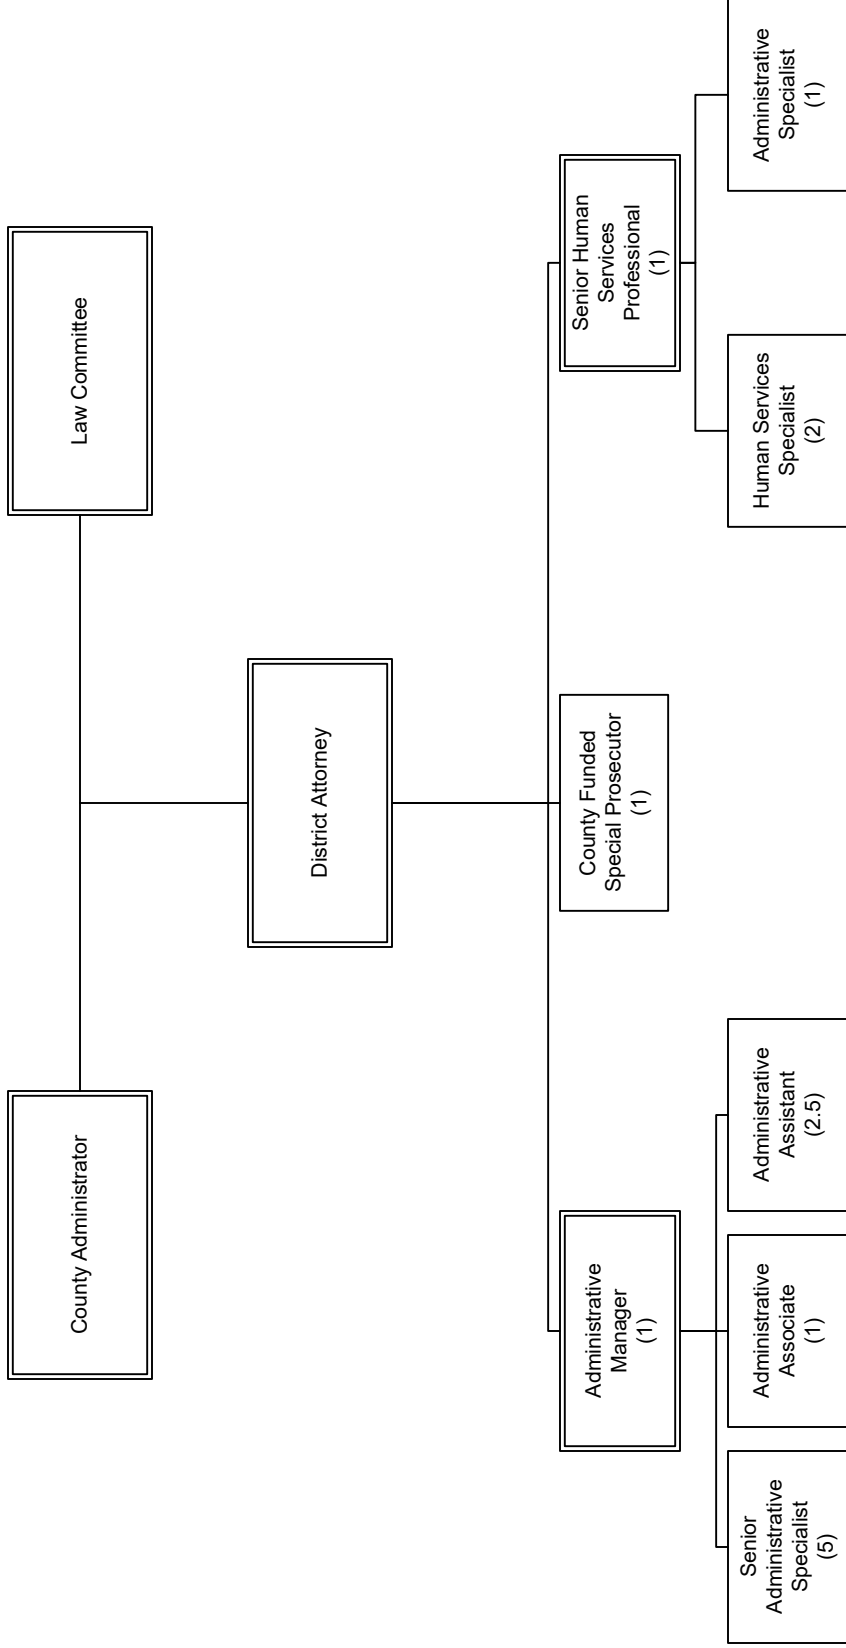 County Administrator
Law Committee
District Attorney
Administrative
Manager
(1)
County Funded
Special Prosecutor
(1)
Senior Human
Services
Professional
(1)
Senior
Administrative
Specialist
(5)
Administrative
Associate
(1)
Administrative
Assistant
(2.5)
Human Services
Specialist
(2)
Administrative
Specialist
(1)